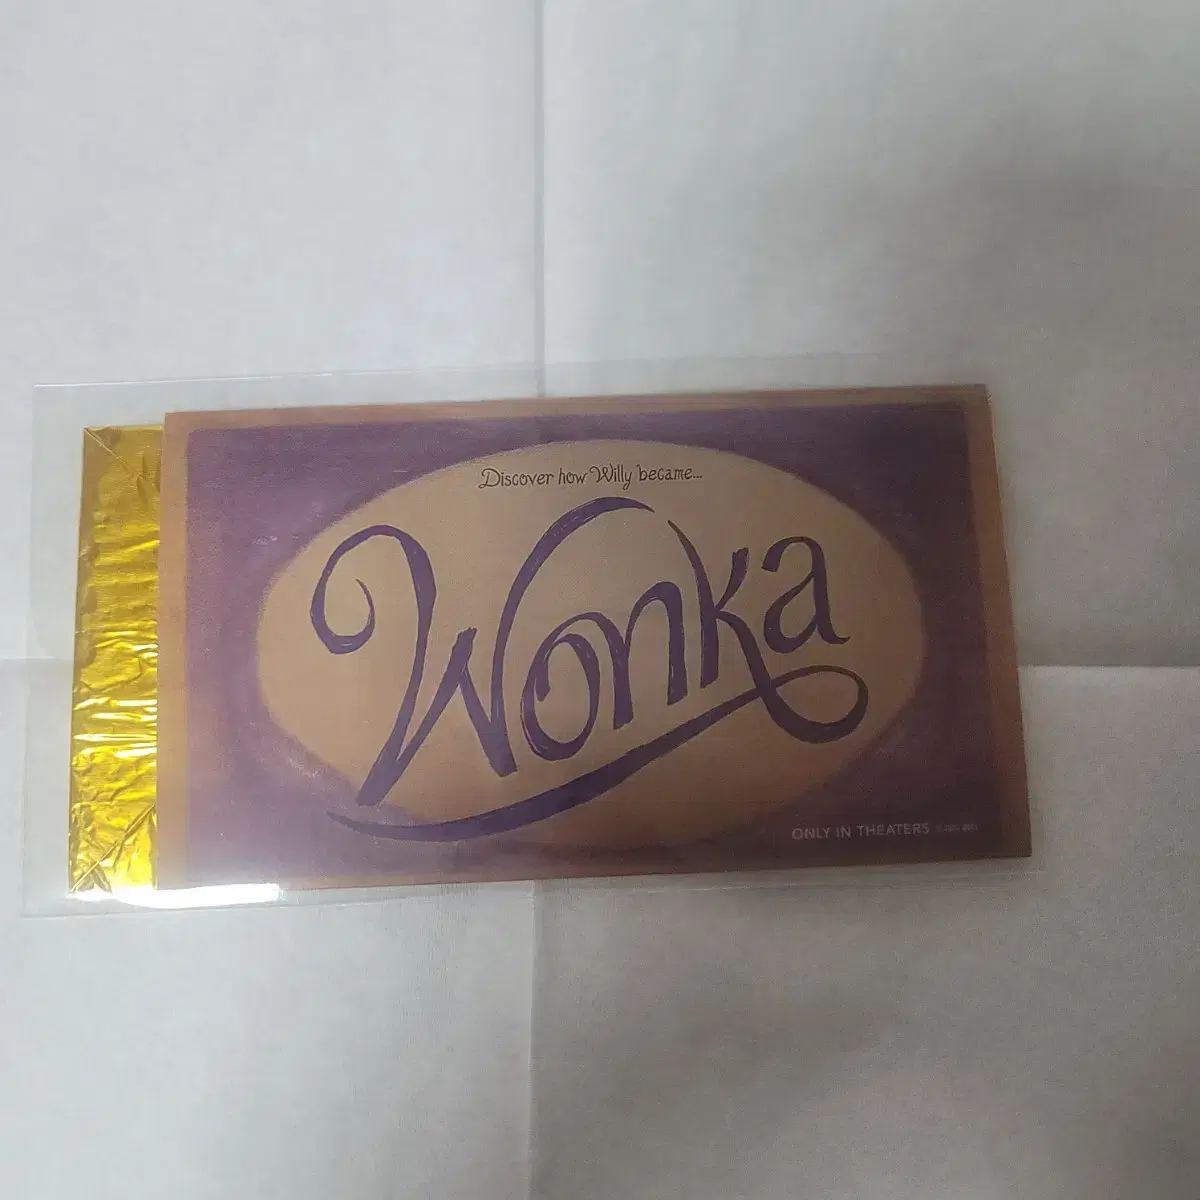 Discover how Willy became...
Wonka
ONLY IN THEATERS